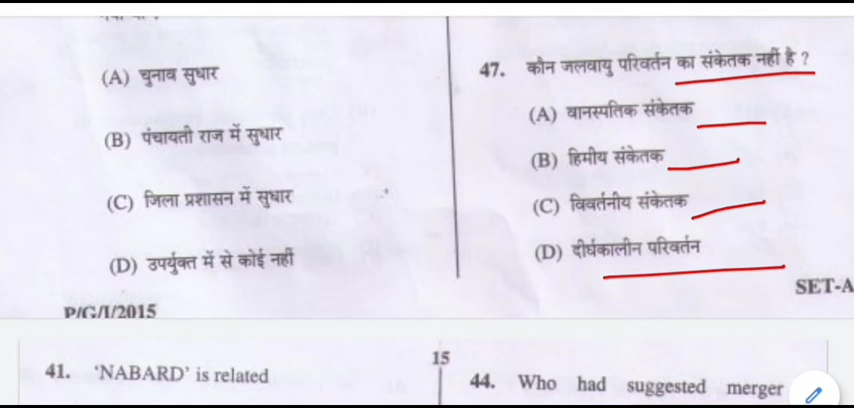 (A) चुनाव सुधार
(B) पंचायती राज में सुधार
(C) जिला प्रशासन में सुधार
(D) उपर्युक्त में से कोई नहीं
P/G/I/2015
47. कौन जलवायु परिवर्तन का संकेतक नहीं है ?
(A) वानस्पतिक संकेतक
(B) हिमीय संकेतक
(C) विवर्तनीय संकेतक
(D) दीर्घकालीन परिवर्तन
SET-A
15
41. 'NABARD' is related
44. Who had suggested merger